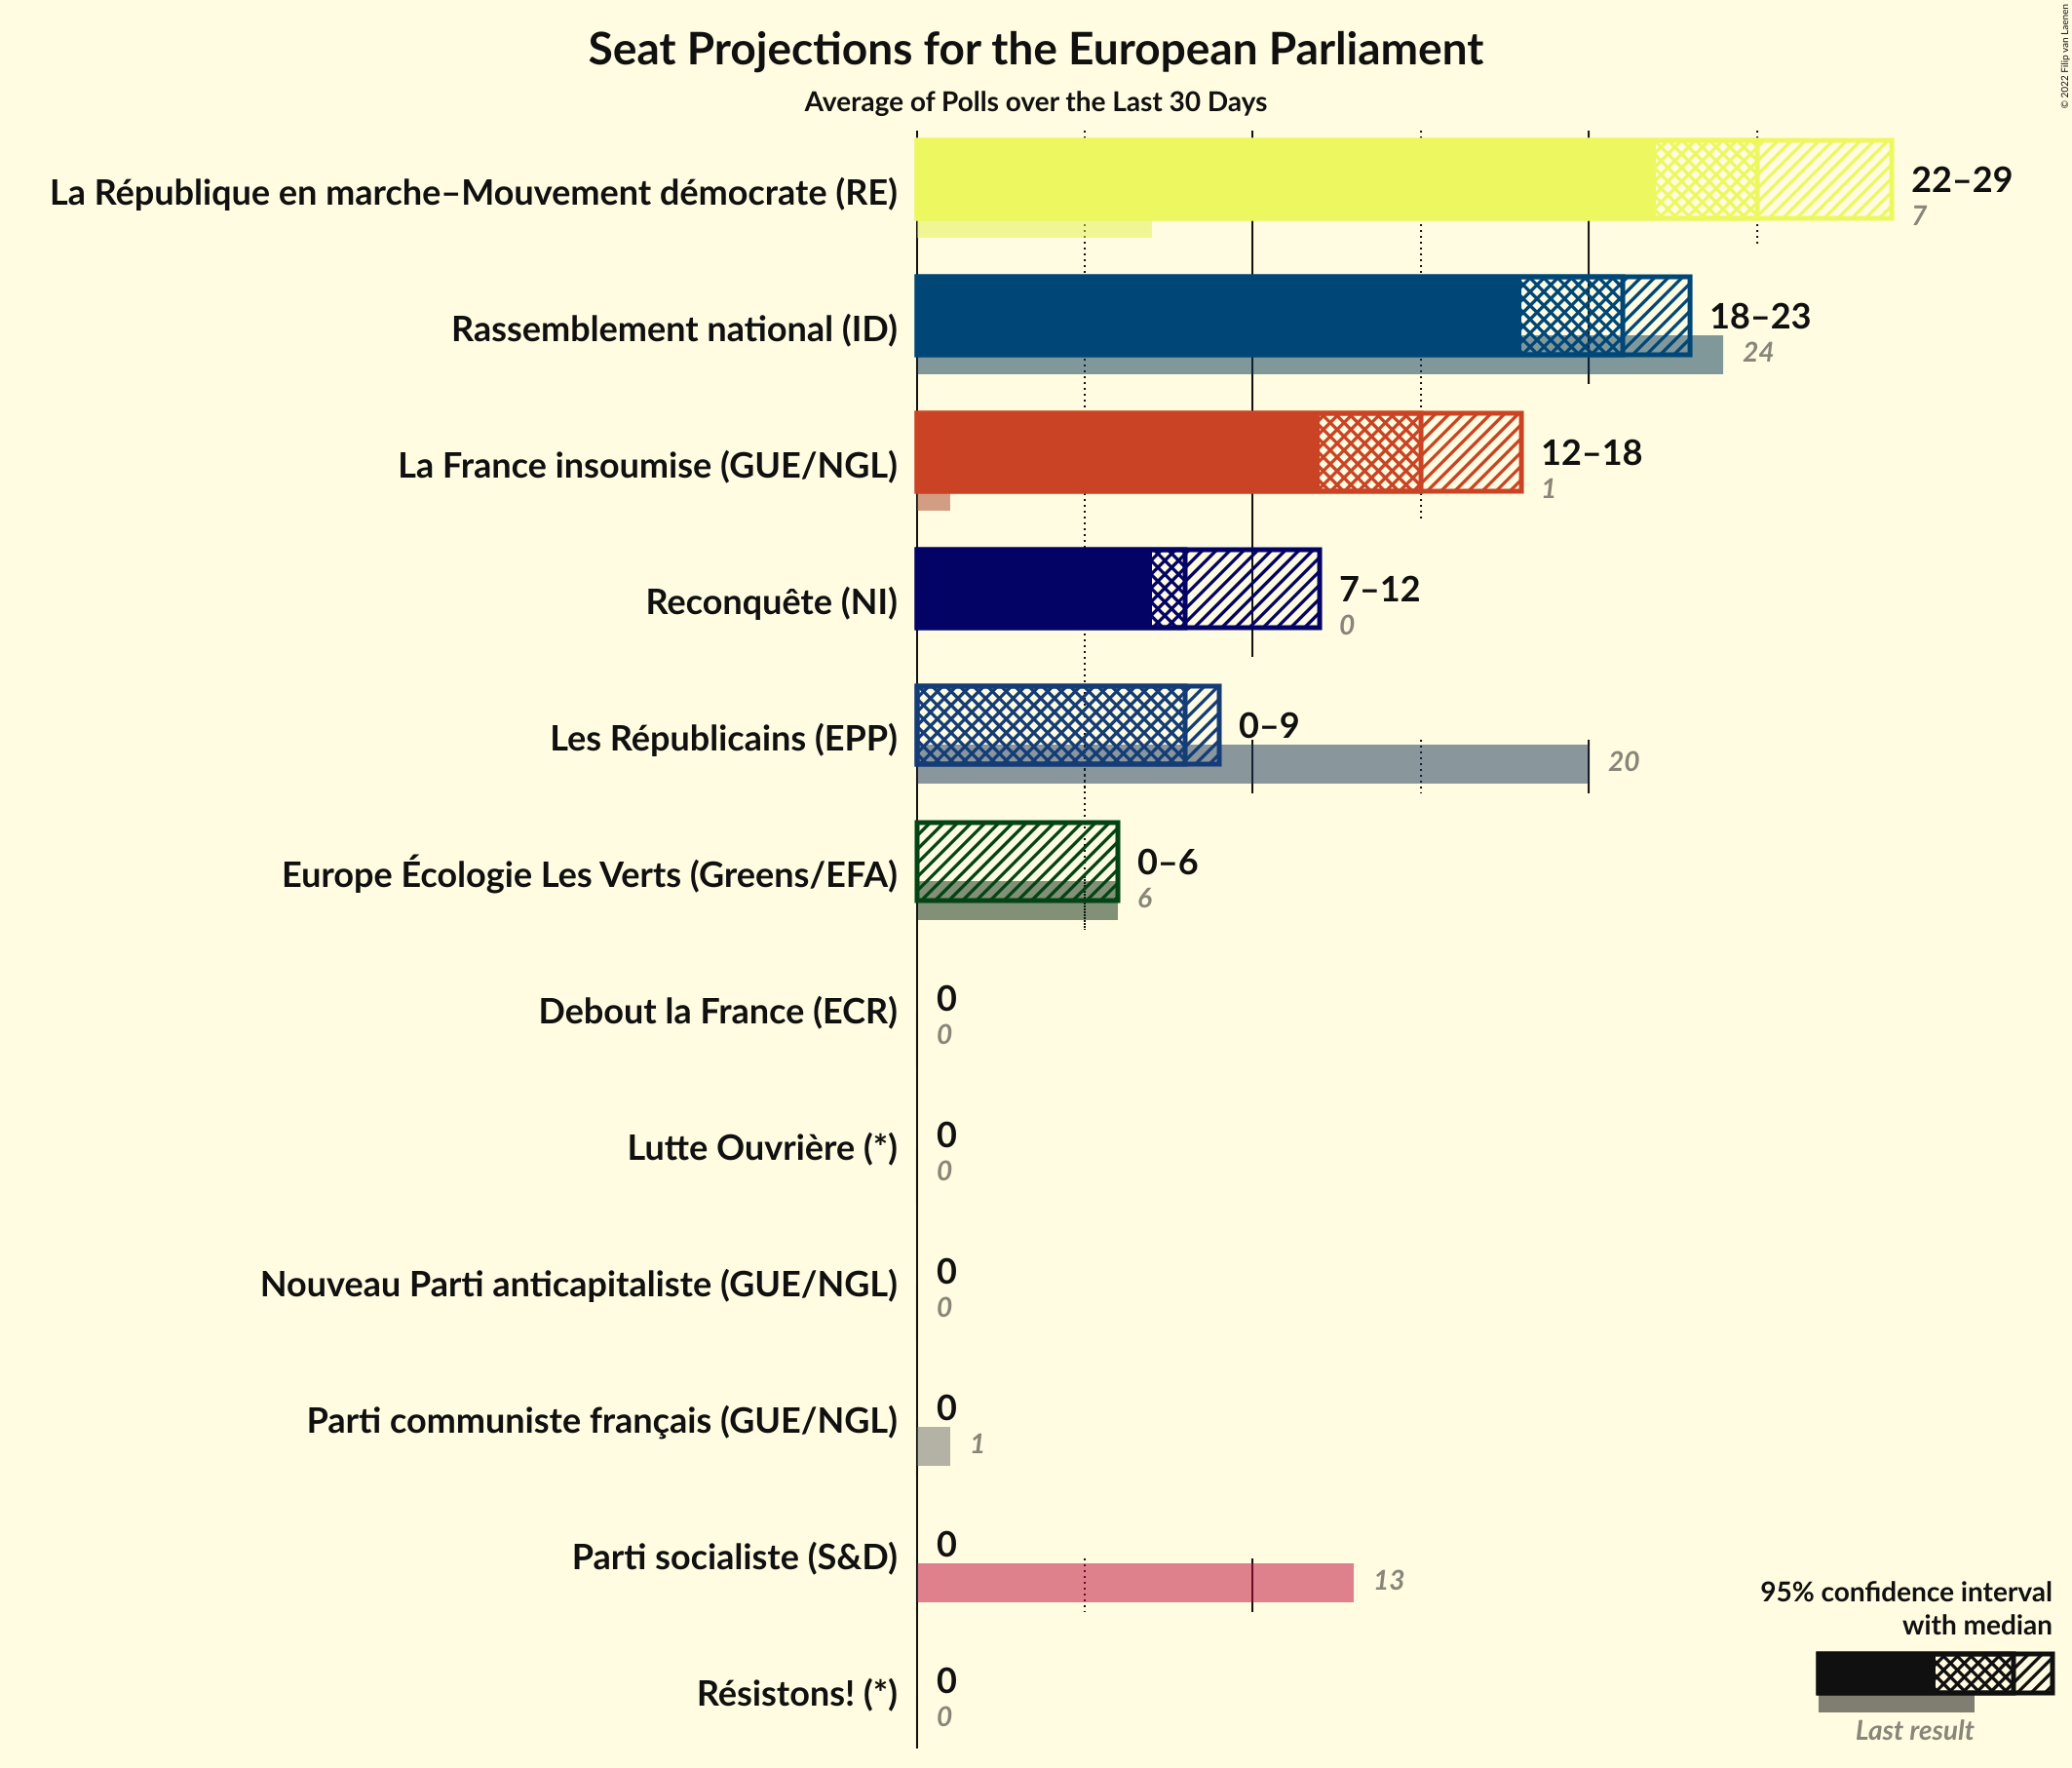 Seat Projections for the European Parliament
Average of Polls over the Last 30 Days
© 2022 Filip van Laenen
La République en marche–Mouvement démocrate (RE)
22–29
7
Rassemblement national (ID)
18–23
24
La France insoumise (GUE/NGL)
12–18
1
Reconquête (NI)
7–12
0
Les Républicains (EPP)
0–9
20
Europe Écologie Les Verts (Greens/EFA)
0–6
6
Debout la France (ECR)
0
0
Lutte Ouvrière (*)
0
0
Nouveau Parti anticapitaliste (GUE/NGL)
0
0
Parti communiste français (GUE/NGL)
0
1
Parti socialiste (S&D)
0
13
Résistons! (*)
0
0
95% confidence interval
with median
Last result